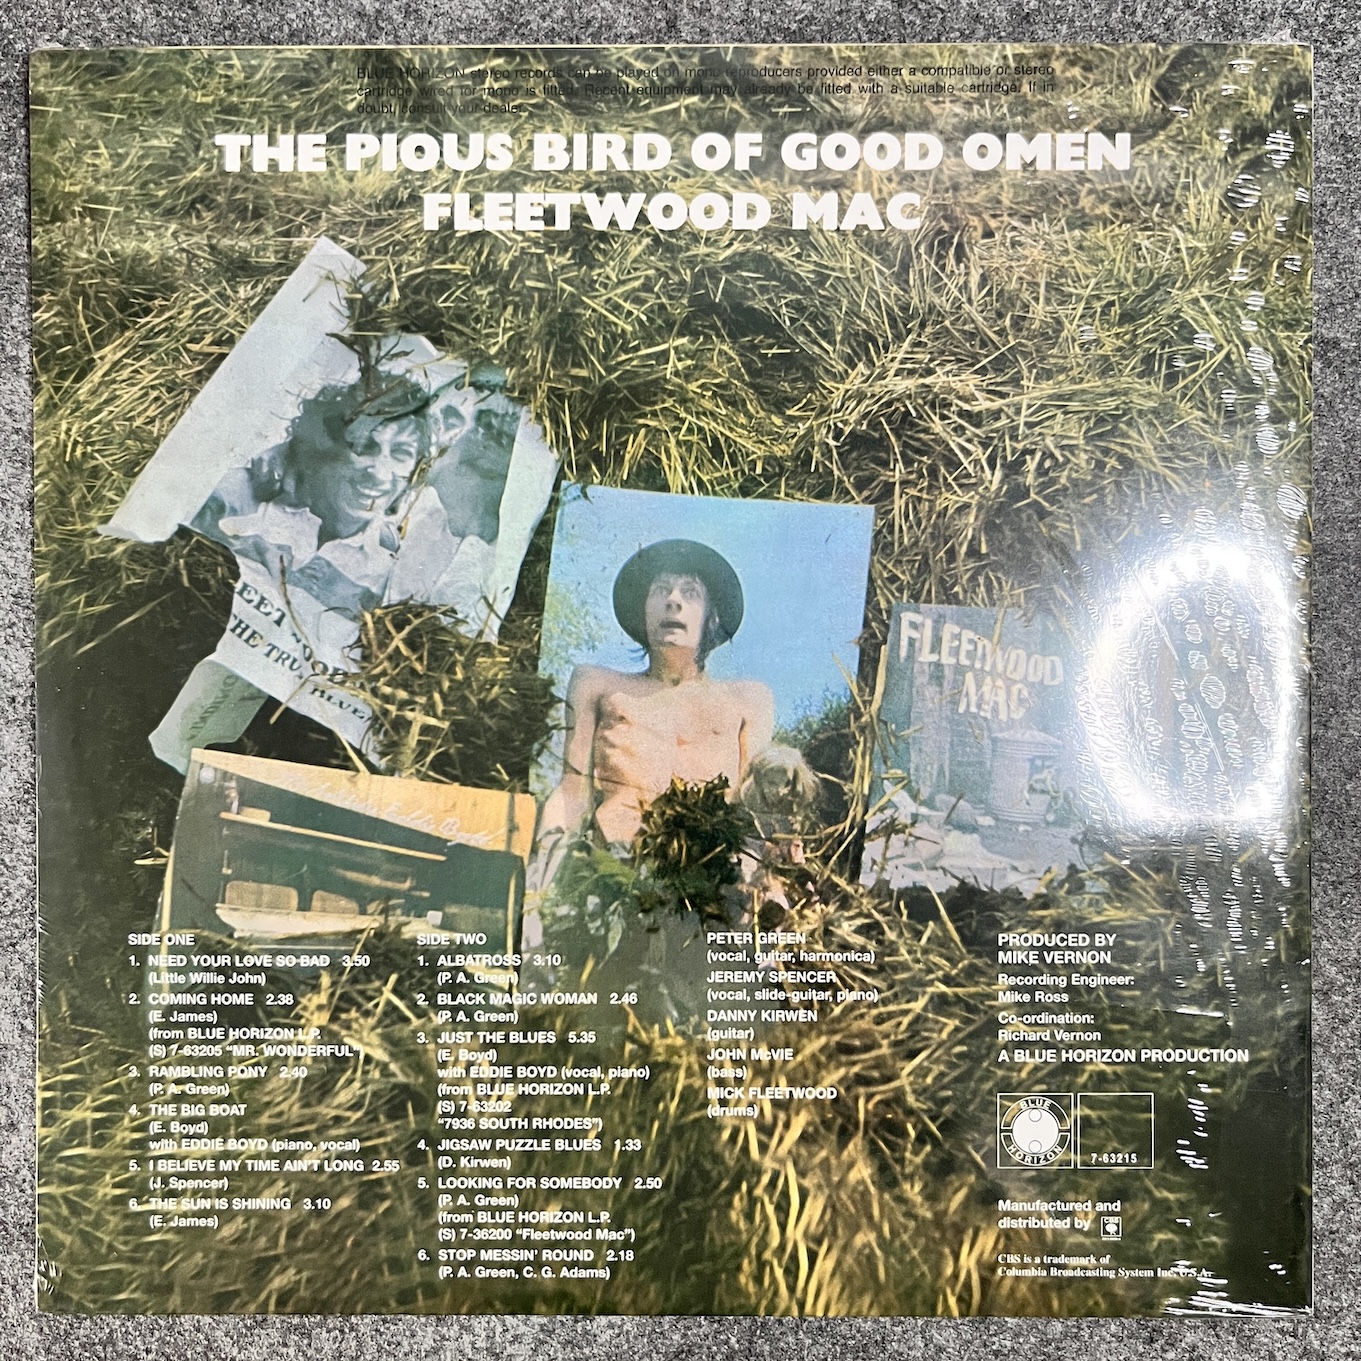 BLUE HORIZON stereo records can be played on mono reproducers provided either a compatible or stereo
cartridge wired for mono is fitted. Recent equipment may already be fitted with a suitable cartridge. If in
doubt, consult your dealer.
THE PIOUS BIRD OF GOOD OMEN
FLEETWOOD MAC
EET WOOD
THE TRU BLUE
Eddie Boyd
FLEETWOOD
MAC
SIDE ONE
1. NEED YOUR LOVE SO BAD 3.50
(Little Willie John)
2. COMING HOME 2.38
(E. James)
(from BLUE HORIZON L.P.
(S) 7-63205 “MR. WONDERFUL”)
3. RAMBLING PONY 2.40
(P. A. Green)
4. THE BIG BOAT
(E. Boyd)
with EDDIE BOYD (piano, vocal)
5. I BELIEVE MY TIME AIN’T LONG 2.55
(J. Spencer)
6. THE SUN IS SHINING 3.10
(E. James)
SIDE TWO
1. ALBATROSS 3.10
(P. A. Green)
2. BLACK MAGIC WOMAN 2.46
(P. A. Green)
3. JUST THE BLUES 5.35
(E. Boyd)
with EDDIE BOYD (vocal, piano)
(from BLUE HORIZON L.P.
(S) 7-63202
“7936 SOUTH RHODES”)
4. JIGSAW PUZZLE BLUES 1.33
(D. Kirwen)
5. LOOKING FOR SOMEBODY 2.50
(P. A. Green)
(from BLUE HORIZON L.P.
(S) 7-36200 “Fleetwood Mac”)
6. STOP MESSIN’ ROUND 2.18
(P. A. Green, C. G. Adams)
PETER GREEN
(vocal, guitar, harmonica)
JEREMY SPENCER
(vocal, slide-guitar, piano)
DANNY KIRWEN
(guitar)
JOHN McVIE
(bass)
MICK FLEETWOOD
(drums)
PRODUCED BY
MIKE VERNON
Recording Engineer:
Mike Ross
Co-ordination:
Richard Vernon
A BLUE HORIZON PRODUCTION
BLUE
HORIZON
7-63215
Manufactured and
distributed by CBS
CBS is a trademark of
Columbia Broadcasting System Inc. U.S.A.